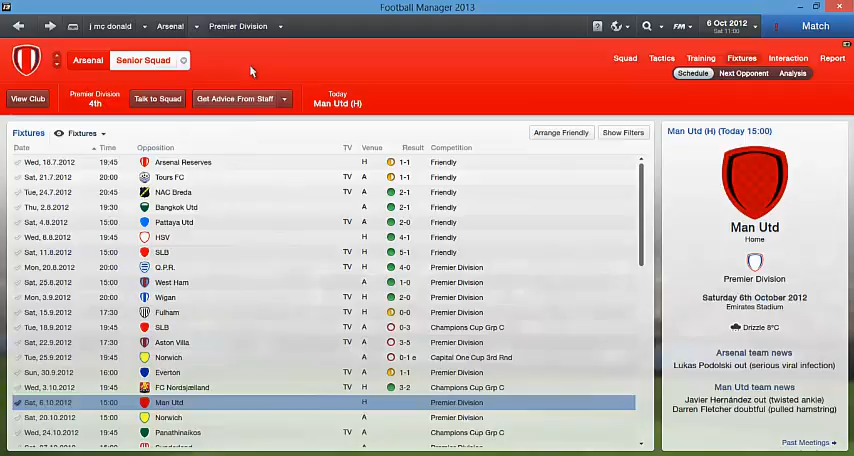 Football Manager 2013
j mc donald Arsenal Premier Division FM 6 Oct 2012 Sat 11:00 Match
Arsenal Senior Squad Squad Tactics Training Fixtures Interaction Report
Schedule Next Opponent Analysis
View Club Premier Division 4th Talk to Squad Get Advice From Staff Today Man Utd (H)
Fixtures Fixtures Arrange Friendly Show Filters
Date Time Opposition TV Venue Result Competition
Wed, 18.7.2012 19:45 Arsenal Reserves H 1-1 Friendly
Sat, 21.7.2012 20:00 Tours FC TV A 1-1 Friendly
Tue, 24.7.2012 20:45 NAC Breda TV A 2-1 Friendly
Thu, 2.8.2012 19:30 Bangkok Utd A 2-1 Friendly
Sat, 4.8.2012 15:00 Pattaya Utd TV A 2-0 Friendly
Wed, 8.8.2012 19:45 HSV H 4-1 Friendly
Sat, 11.8.2012 15:00 SLB TV H 5-1 Friendly
Mon, 20.8.2012 20:00 Q.P.R. TV H 4-0 Premier Division
Sat, 25.8.2012 15:00 West Ham A 1-0 Premier Division
Mon, 3.9.2012 20:00 Wigan TV H 2-0 Premier Division
Sat, 15.9.2012 17:30 Fulham TV H 0-0 Premier Division
Tue, 18.9.2012 19:45 SLB TV A 0-3 Champions Cup Grp C
Sat, 22.9.2012 17:30 Aston Villa TV A 3-5 Premier Division
Tue, 25.9.2012 19:45 Norwich A 0-1 e Capital One Cup 3rd Rnd
Sun, 30.9.2012 16:00 Everton TV A 1-1 Premier Division
Wed, 3.10.2012 19:45 FC Nordsjælland TV H 3-2 Champions Cup Grp C
Sat, 6.10.2012 15:00 Man Utd H Premier Division
Sat, 20.10.2012 15:00 Norwich A Premier Division
Wed, 24.10.2012 19:45 Panathinaikos TV A Champions Cup Grp C
Man Utd (H) (Today 15:00)
Man Utd
Home
Premier Division
Saturday 6th October 2012
Emirates Stadium
Drizzle 8°C
Arsenal team news
Lukas Podolski out (serious viral infection)
Man Utd team news
Javier Hernández out (twisted ankle)
Darren Fletcher doubtful (pulled hamstring)
Past Meetings